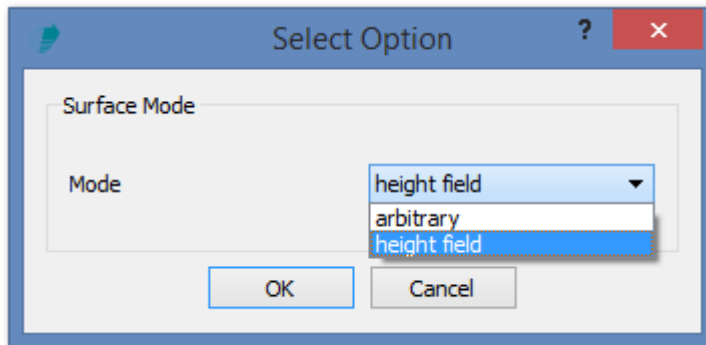 Select Option
?
Surface Mode
Mode
height field
arbitrary
height field
OK
Cancel